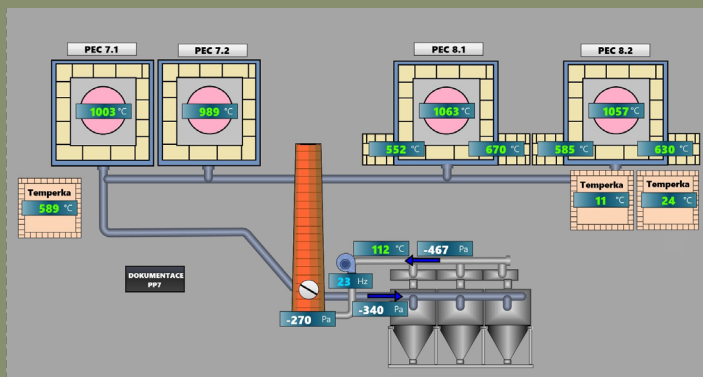 PEC 7.1
PEC 7.2
PEC 8.1
PEC 8.2
1003 °C
989 °C
1063 °C
1057 °C
552 °C
670 °C
585 °C
630 °C
Temperka
589 °C
Temperka
11 °C
Temperka
24 °C
112 °C
-467 Pa
DOKUMENTACE
PP7
23 Hz
-270 Pa
-340 Pa